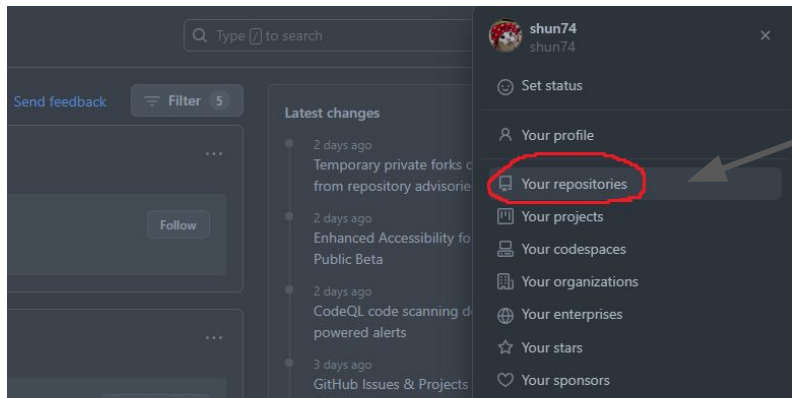 Type / to search
Send feedback
Filter 5
Latest changes
2 days ago
Temporary private forks c
from repository advisorie
Follow
2 days ago
Enhanced Accessibility fo
Public Beta
2 days ago
CodeQL code scanning d
powered alerts
3 days ago
GitHub Issues & Projects
shun74
shun74
Set status
Your profile
Your repositories
Your projects
Your codespaces
Your organizations
Your enterprises
Your stars
Your sponsors